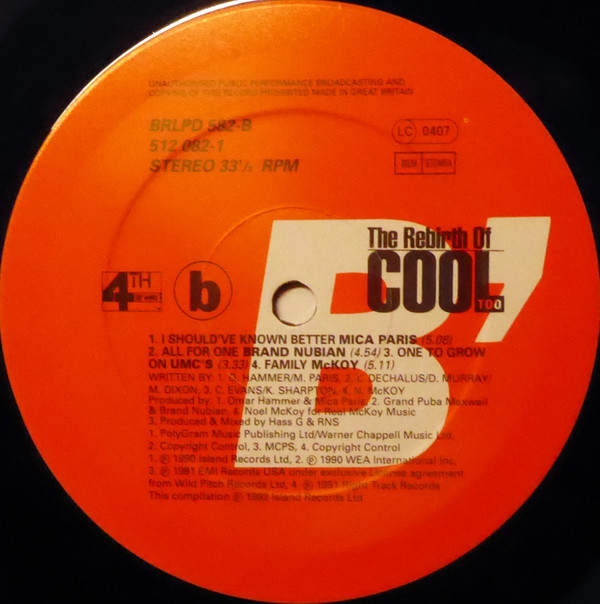 UNAUTHORISED PUBLIC PERFORMANCE BROADCASTING AND
COPYING OF THIS RECORD PROHIBITED MADE IN GREAT BRITAIN
BRLPD 582-B
512 082-1
STEREO 33⅓ RPM
LC 0407
BIEM STEMRA
The Rebirth Of
COOL
TOO
4TH
b
B'
1. I SHOULD'VE KNOWN BETTER MICA PARIS (5.06)
2. ALL FOR ONE BRAND NUBIAN (4.54) 3. ONE TO GROW
ON UMC'S (3.33) 4. FAMILY McKOY (5.11)
WRITTEN BY: 1. O. HAMMER/M. PARIS, 2. L. DECHALUS/D. MURRAY/
M. DIXON, 3. C. EVANS/K. SHARPTON, 4. N. McKOY
Produced by: 1. Omar Hammer & Mica Paris, 2. Grand Puba Maxwell
& Brand Nubian, 4. Noel McKoy for Real McKoy Music
3. Produced & Mixed by Hass G & RNS
1. PolyGram Music Publishing Ltd/Warner Chappell Music Ltd.
2. Copyright Control, 3. MCPS, 4. Copyright Control
1. ℗ 1990 Island Records Ltd, 2. ℗ 1990 WEA International Inc,
3. ℗ 1991 EMI Records USA under exclusive License agreement
from Wild Pitch Records Ltd, 4. ℗ 1991 Right Track Records
This compilation ℗ 1992 Island Records Ltd